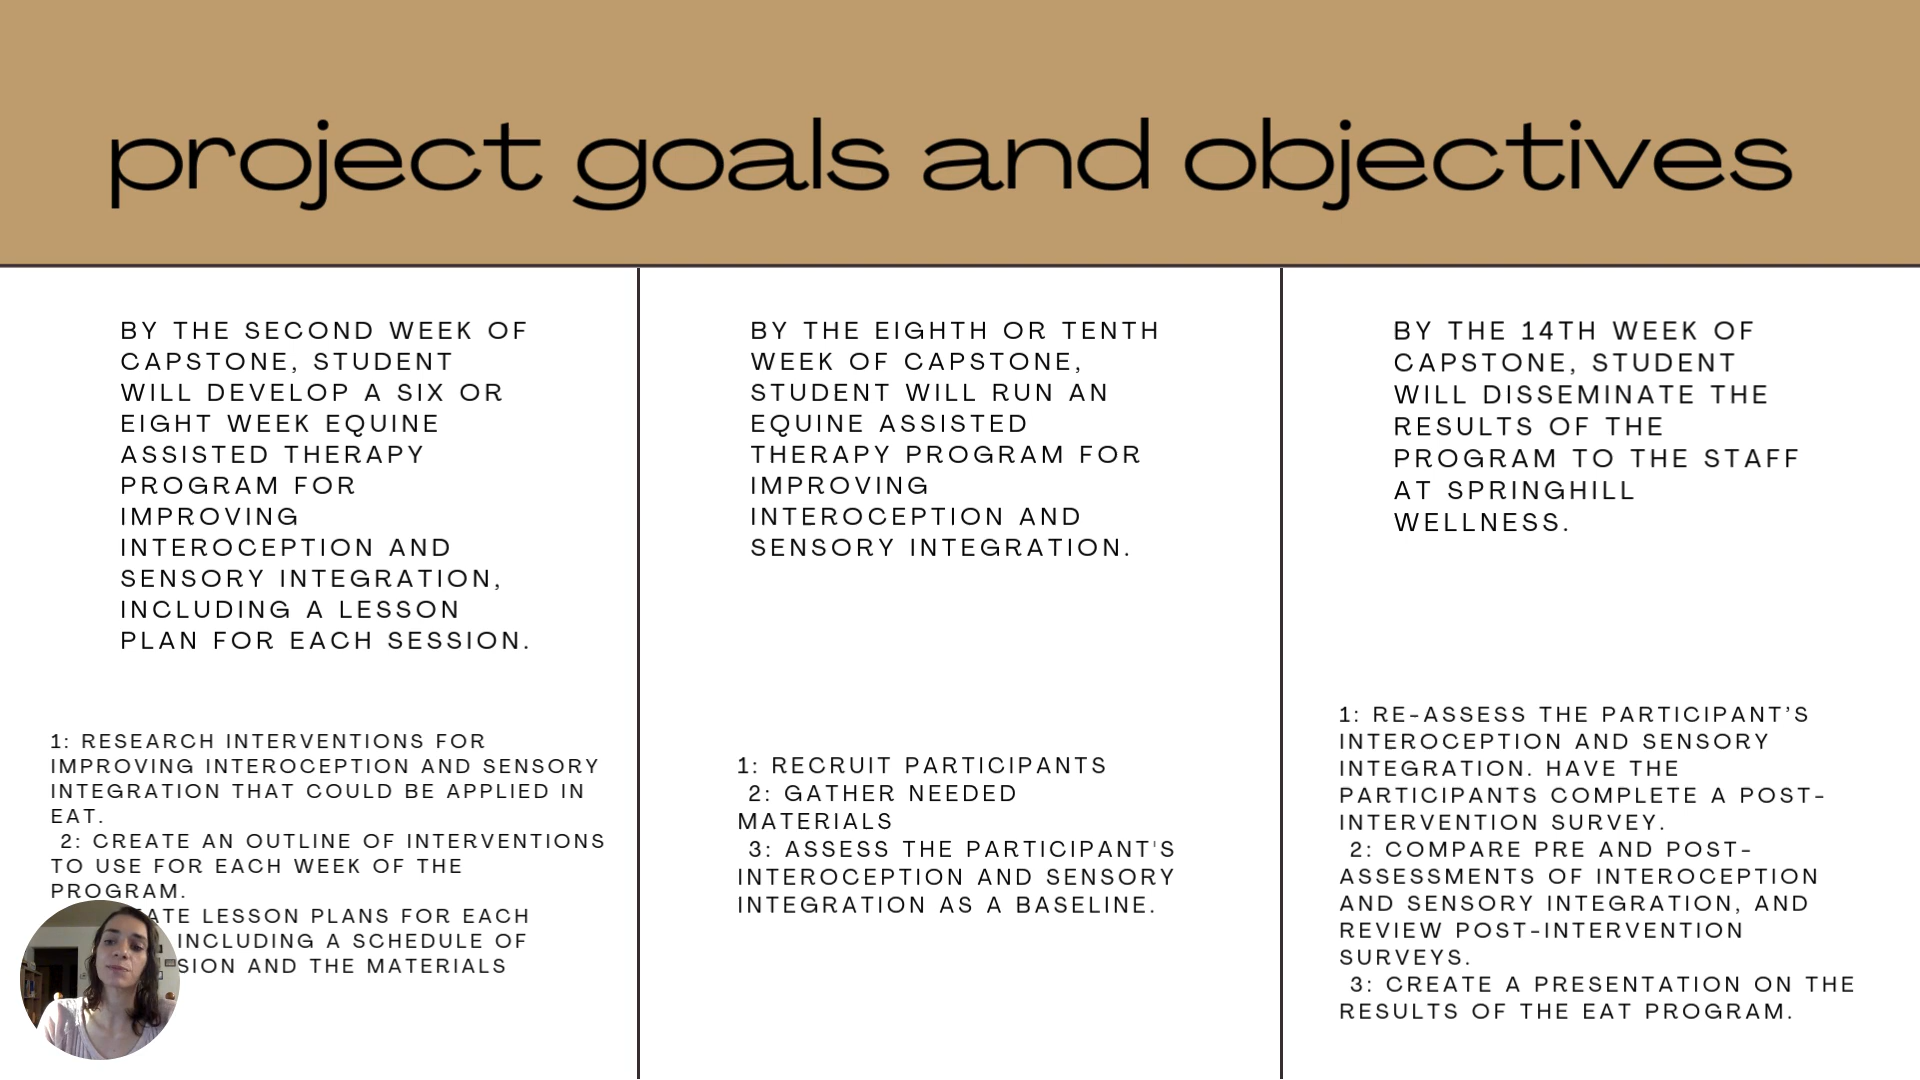 project goals and objectives
BY THE SECOND WEEK OF
CAPSTONE, STUDENT
WILL DEVELOP A SIX OR
EIGHT WEEK EQUINE
ASSISTED THERAPY
PROGRAM FOR
IMPROVING
INTEROCEPTION AND
SENSORY INTEGRATION,
INCLUDING A LESSON
PLAN FOR EACH SESSION.
1: RESEARCH INTERVENTIONS FOR
IMPROVING INTEROCEPTION AND SENSORY
INTEGRATION THAT COULD BE APPLIED IN
EAT.
2: CREATE AN OUTLINE OF INTERVENTIONS
TO USE FOR EACH WEEK OF THE
PROGRAM.
LESSON PLANS FOR EACH
INCLUDING A SCHEDULE OF
AND THE MATERIALS
BY THE EIGHTH OR TENTH
WEEK OF CAPSTONE,
STUDENT WILL RUN AN
EQUINE ASSISTED
THERAPY PROGRAM FOR
IMPROVING
INTEROCEPTION AND
SENSORY INTEGRATION.
1: RECRUIT PARTICIPANTS
2: GATHER NEEDED
MATERIALS
3: ASSESS THE PARTICIPANT'S
INTEROCEPTION AND SENSORY
INTEGRATION AS A BASELINE.
BY THE 14TH WEEK OF
CAPSTONE, STUDENT
WILL DISSEMINATE THE
RESULTS OF THE
PROGRAM TO THE STAFF
AT SPRINGHILL
WELLNESS.
1: RE-ASSESS THE PARTICIPANT’S
INTEROCEPTION AND SENSORY
INTEGRATION. HAVE THE
PARTICIPANTS COMPLETE A POST-
INTERVENTION SURVEY.
2: COMPARE PRE AND POST-
ASSESSMENTS OF INTEROCEPTION
AND SENSORY INTEGRATION, AND
REVIEW POST-INTERVENTION
SURVEYS.
3: CREATE A PRESENTATION ON THE
RESULTS OF THE EAT PROGRAM.